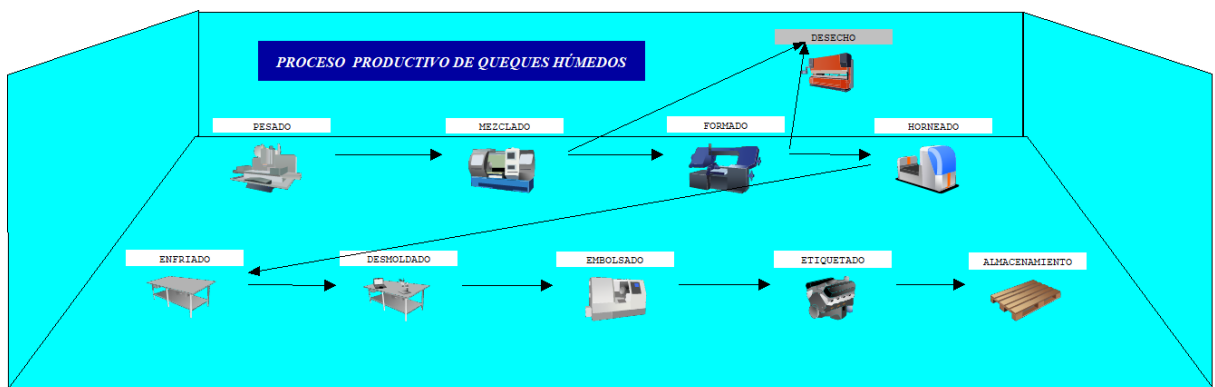 DESECHO
PROCESO PRODUCTIVO DE QUEQUES HÚMEDOS
PESADO
MEZCLADO
FORMADO
HORNEADO
ENFRIADO
DESMOLDADO
EMBOLSADO
ETIQUETADO
ALMACENAMIENTO